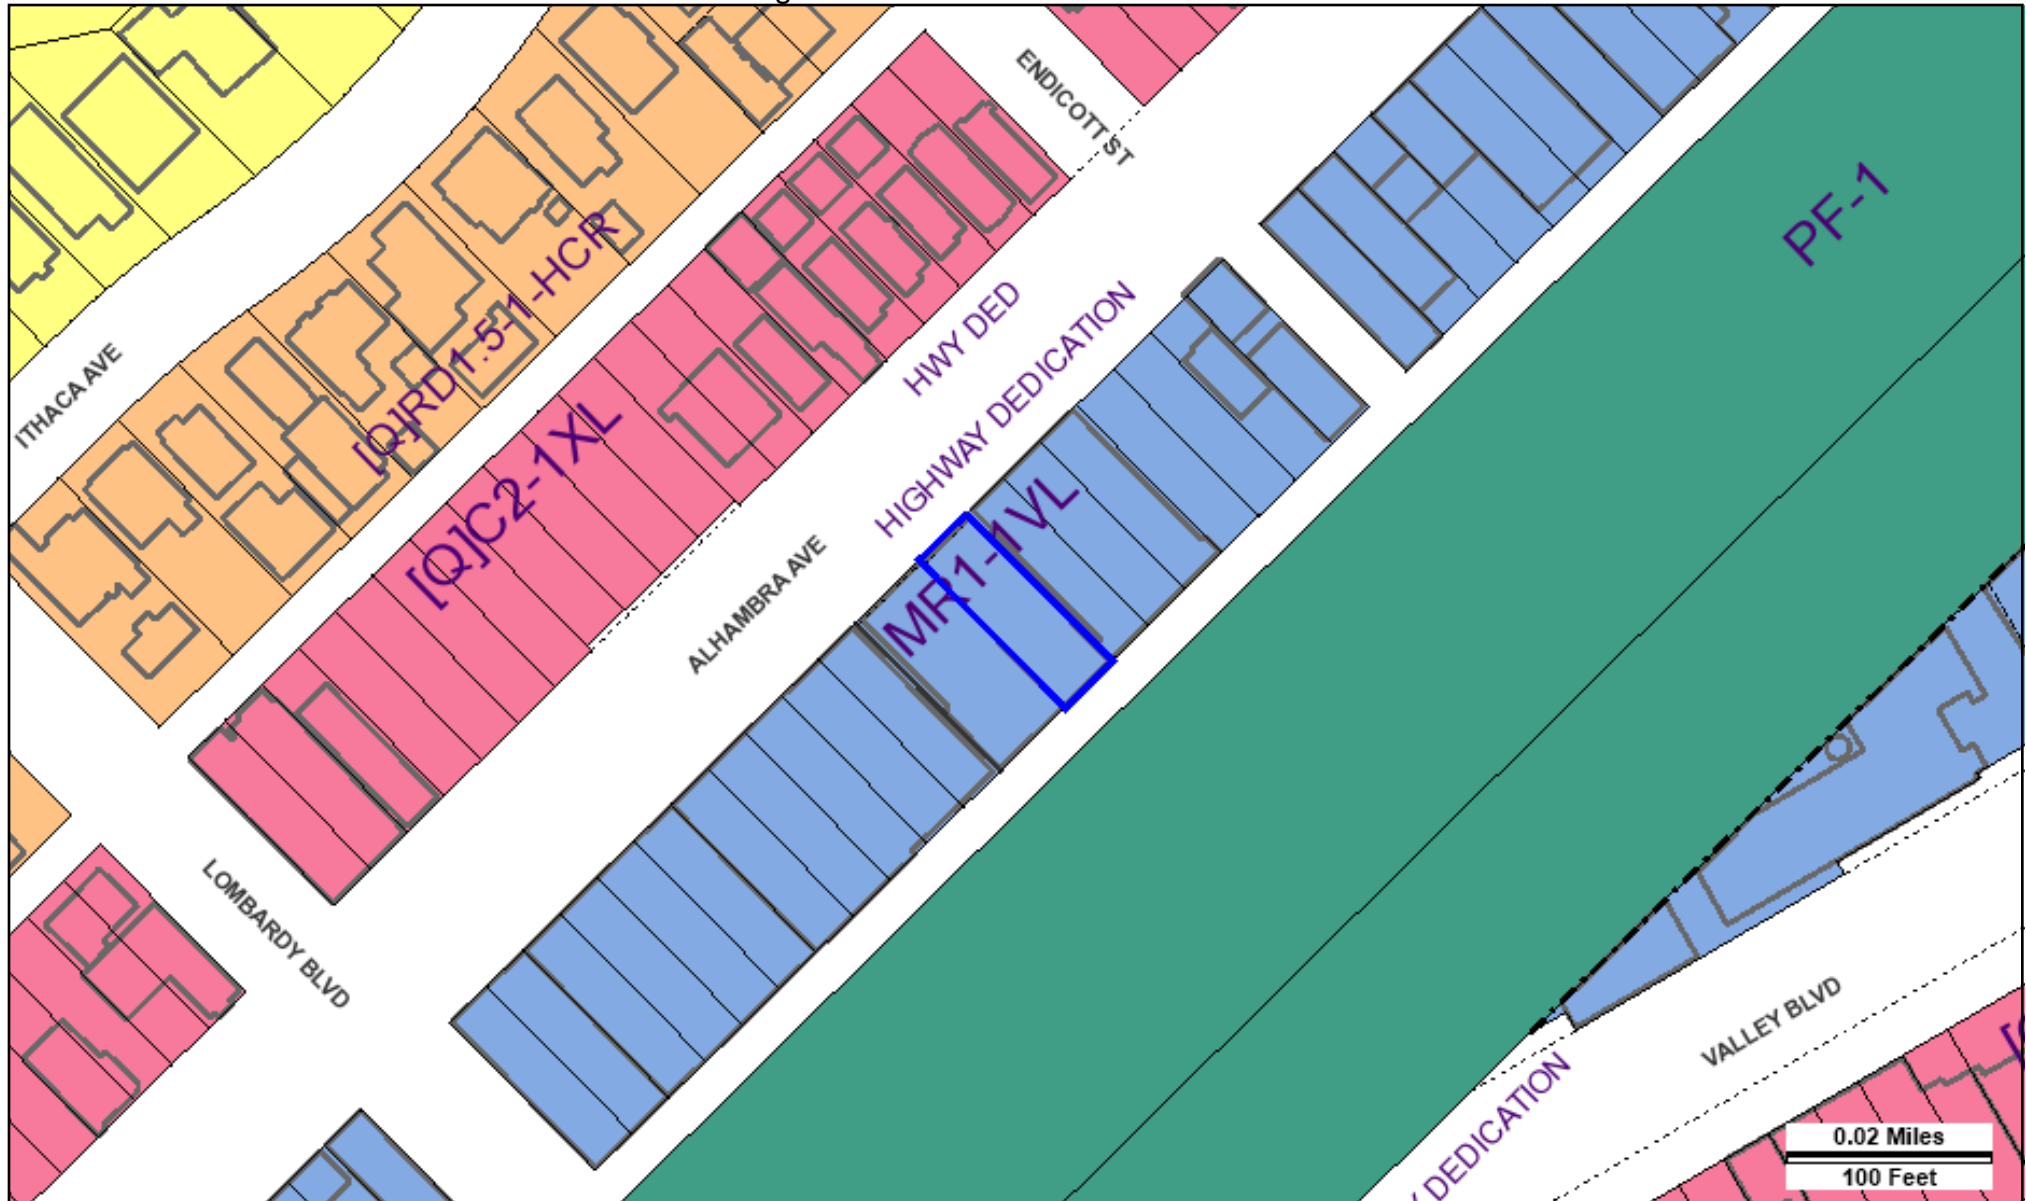 ENDICOTT ST
PF-1
[Q]RD1.5-1-HCR
HWY DED
HIGHWAY DEDICATION
ITHACA AVE
[Q]C2-1XL
MR1-1VL
ALHAMBRA AVE
LOMBARDY BLVD
VALLEY BLVD
DEDICATION
0.02 Miles
100 Feet